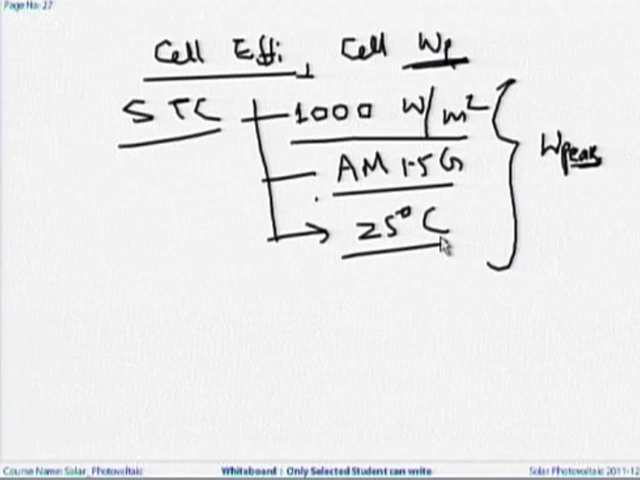 Page No: 27
Cell Effi, Cell Wp
STC 1000 W/m²
AM 1.5 G
Wpeak
25°C
Course Name: Solar_Photovoltaic Whiteboard : Only Selected Student can write Solar Photovoltaic 2011-12